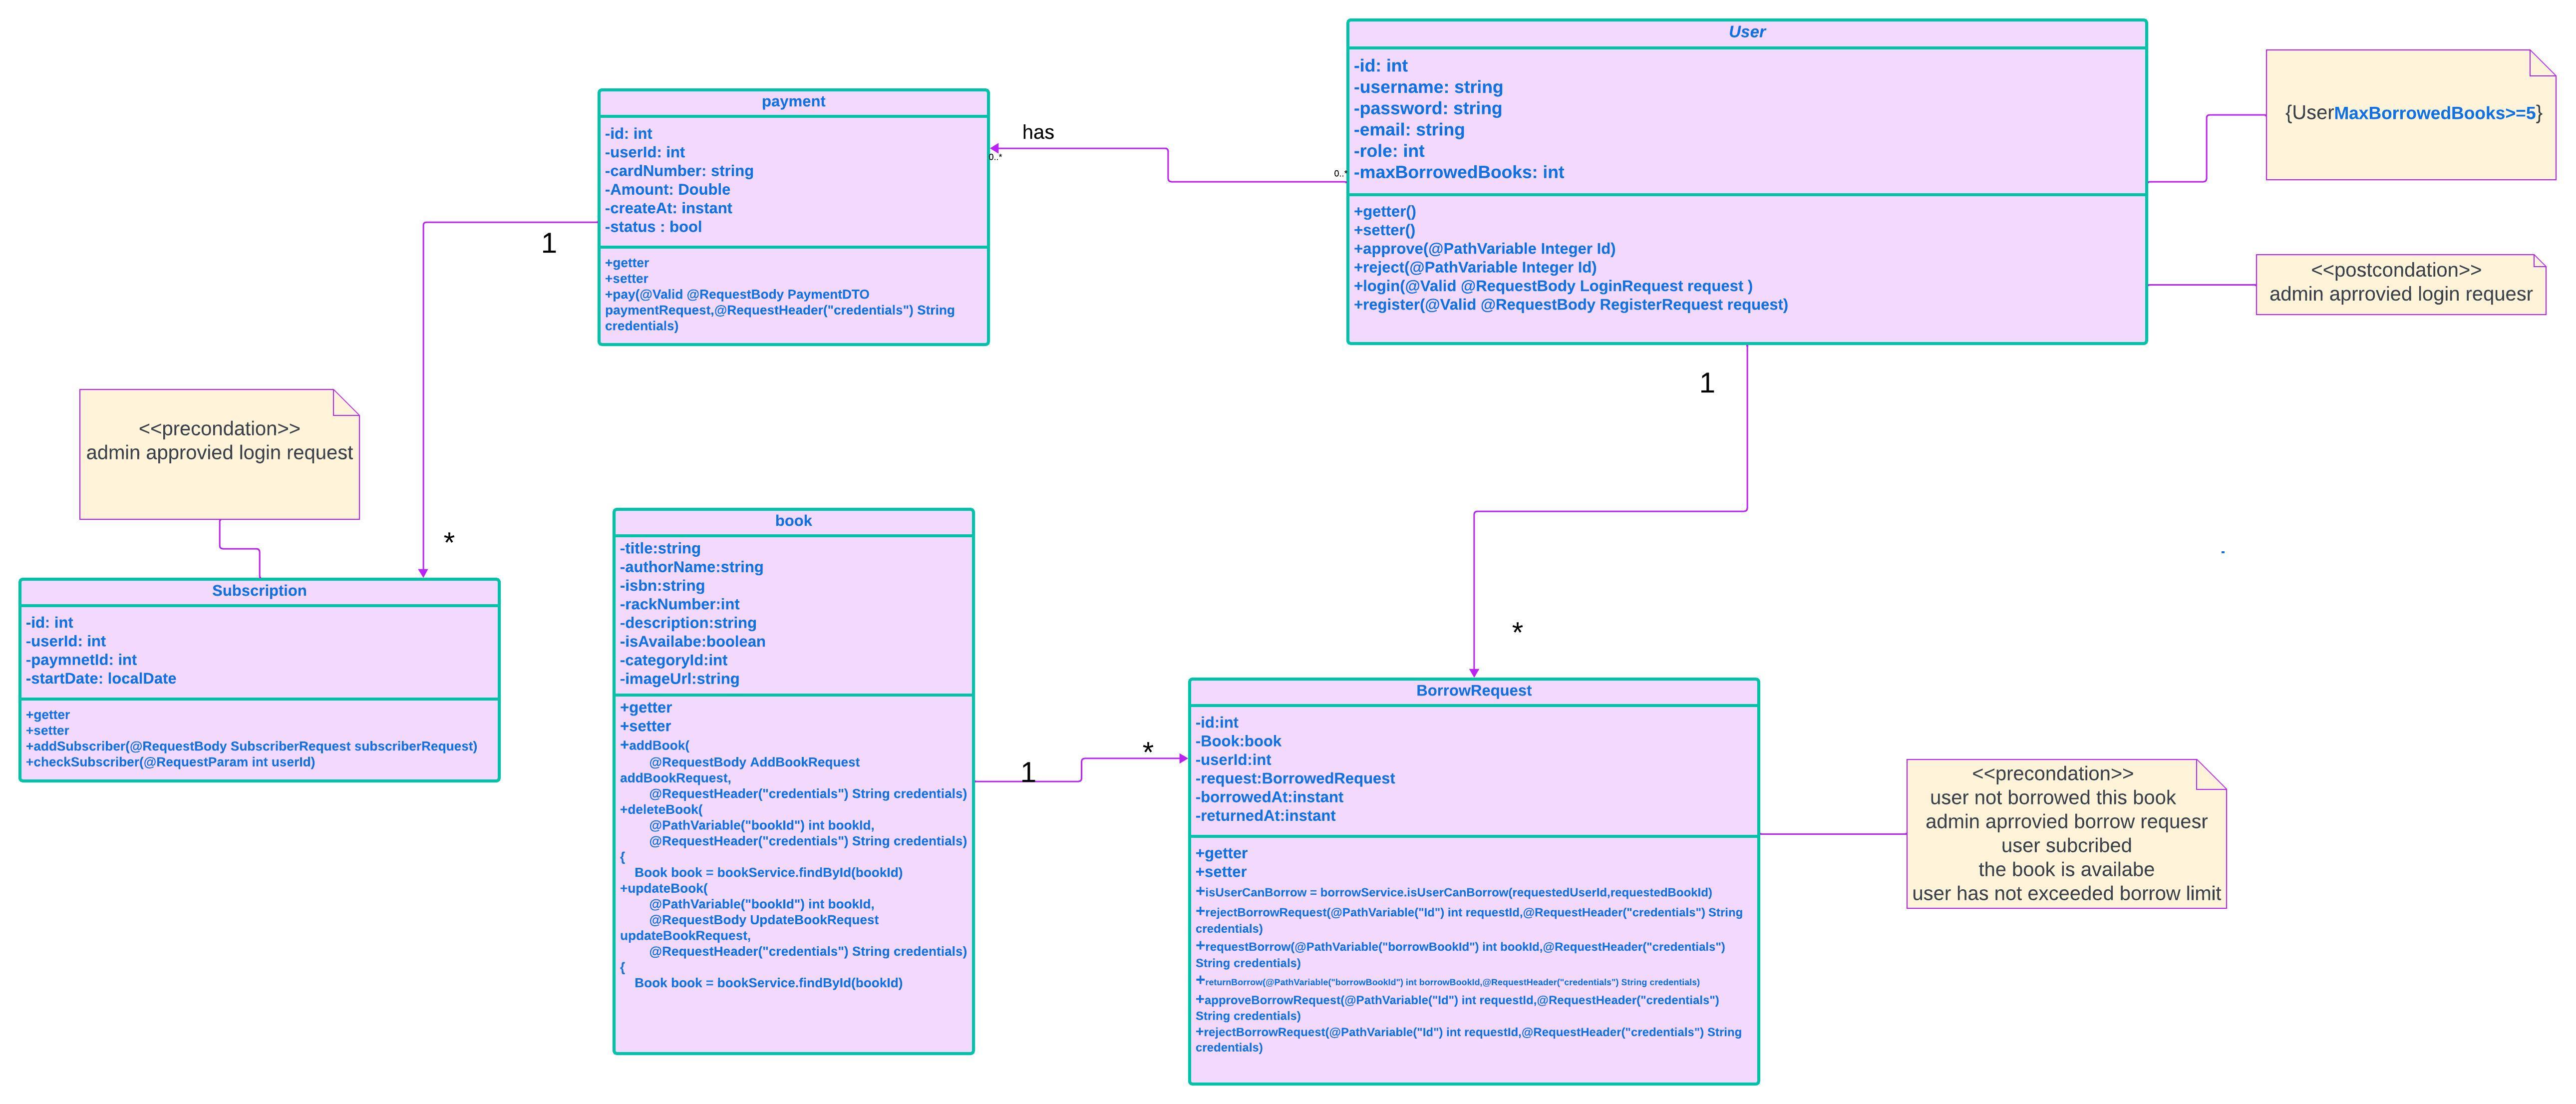 User
-id: int
-username: string
-password: string
-email: string
-role: int
-maxBorrowedBooks: int
+getter()
+setter()
+approve(@PathVariable Integer Id)
+reject(@PathVariable Integer Id)
+login(@Valid @RequestBody LoginRequest request )
+register(@Valid @RequestBody RegisterRequest request)
{UserMaxBorrowedBooks>=5}
<<postcondation>>
admin aprrovied login requesr
payment
-id: int
-userId: int
-cardNumber: string
-Amount: Double
-createAt: instant
-status : bool
+getter
+setter
+pay(@Valid @RequestBody PaymentDTO
paymentRequest,@RequestHeader("credentials") String
credentials)
has
0..*
0..*
1
*
1
*
<<precondation>>
admin approvied login request
Subscription
-id: int
-userId: int
-paymnetId: int
-startDate: localDate
+getter
+setter
+addSubscriber(@RequestBody SubscriberRequest subscriberRequest)
+checkSubscriber(@RequestParam int userId)
book
-title:string
-authorName:string
-isbn:string
-rackNumber:int
-description:string
-isAvailabe:boolean
-categoryId:int
-imageUrl:string
+getter
+setter
+addBook(
@RequestBody AddBookRequest
addBookRequest,
@RequestHeader("credentials") String credentials)
+deleteBook(
@PathVariable("bookId") int bookId,
@RequestHeader("credentials") String credentials)
{
Book book = bookService.findById(bookId)
+updateBook(
@PathVariable("bookId") int bookId,
@RequestBody UpdateBookRequest
updateBookRequest,
@RequestHeader("credentials") String credentials)
{
Book book = bookService.findById(bookId)
1
*
BorrowRequest
-id:int
-Book:book
-userId:int
-request:BorrowedRequest
-borrowedAt:instant
-returnedAt:instant
+getter
+setter
+isUserCanBorrow = borrowService.isUserCanBorrow(requestedUserId,requestedBookId)
+rejectBorrowRequest(@PathVariable("Id") int requestId,@RequestHeader("credentials") String
credentials)
+requestBorrow(@PathVariable("borrowBookId") int bookId,@RequestHeader("credentials")
String credentials)
+returnBorrow(@PathVariable("borrowBookId") int borrowBookId,@RequestHeader("credentials") String credentials)
+approveBorrowRequest(@PathVariable("Id") int requestId,@RequestHeader("credentials")
String credentials)
+rejectBorrowRequest(@PathVariable("Id") int requestId,@RequestHeader("credentials") String
credentials)
<<precondation>>
user not borrowed this book
admin aprrovied borrow requesr
user subcribed
the book is availabe
user has not exceeded borrow limit
-